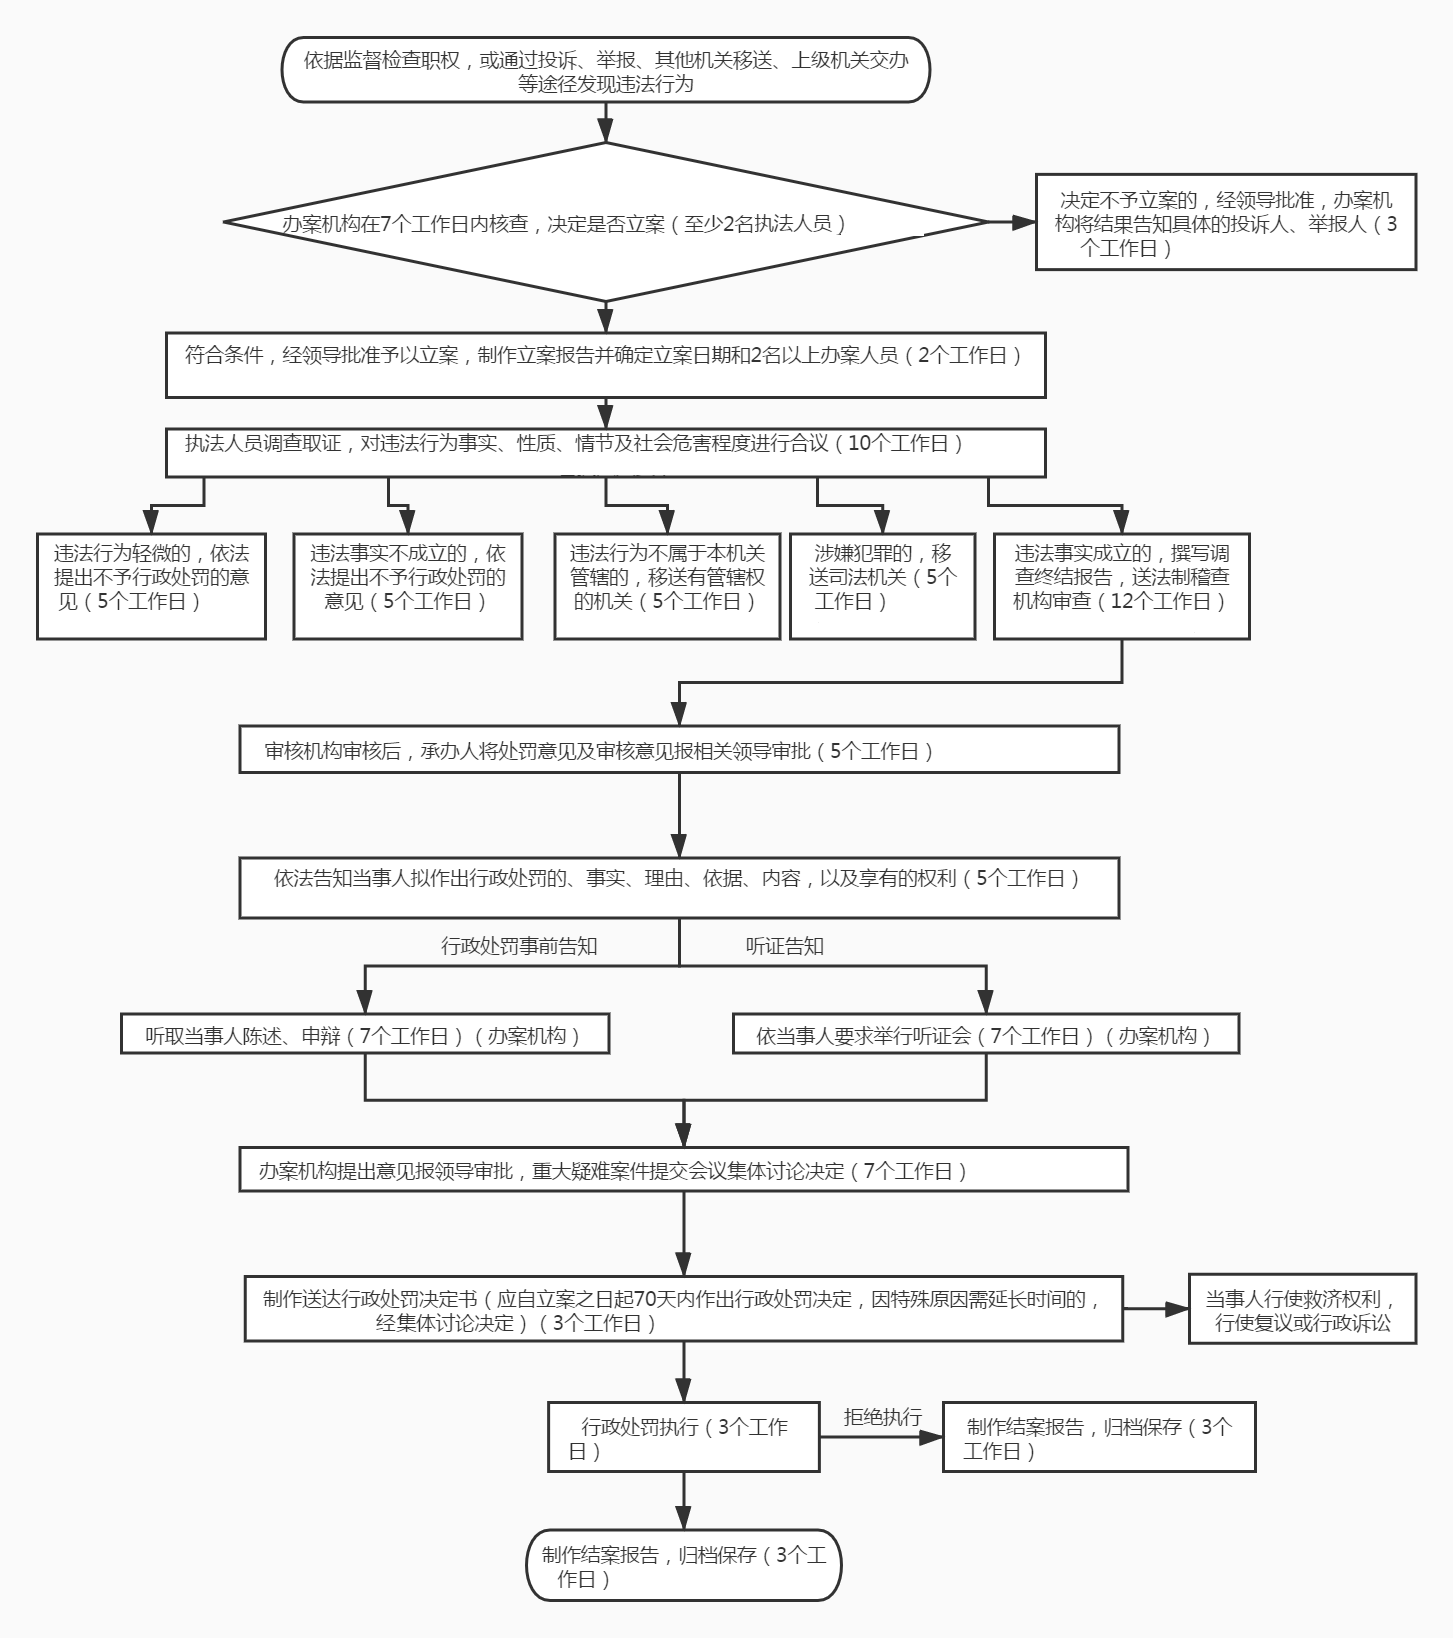 依据监督检查职权，或通过投诉、举报、其他机关移送、上级机关交办
等途径发现违法行为
办案机构在7个工作日内核查，决定是否立案（至少2名执法人员）
决定不予立案的，经领导批准，办案机
构将结果告知具体的投诉人、举报人（3
个工作日）
符合条件，经领导批准予以立案，制作立案报告并确定立案日期和2名以上办案人员（2个工作日）
执法人员调查取证，对违法行为事实、性质、情节及社会危害程度进行合议（10个工作日）
违法行为轻微的，依法
提出不予行政处罚的意
见（5个工作日）
违法事实不成立的，依
法提出不予行政处罚的
意见（5个工作日）
违法行为不属于本机关
管辖的，移送有管辖权
的机关（5个工作日）
涉嫌犯罪的，移
送司法机关（5个
工作日）
违法事实成立的，撰写调
查终结报告，送法制稽查
机构审查（12个工作日）
审核机构审核后，承办人将处罚意见及审核意见报相关领导审批（5个工作日）
依法告知当事人拟作出行政处罚的、事实、理由、依据、内容，以及享有的权利（5个工作日）
行政处罚事前告知
听证告知
听取当事人陈述、申辩（7个工作日）（办案机构）
依当事人要求举行听证会（7个工作日）（办案机构）
办案机构提出意见报领导审批，重大疑难案件提交会议集体讨论决定（7个工作日）
制作送达行政处罚决定书（应自立案之日起70天内作出行政处罚决定，因特殊原因需延长时间的，
经集体讨论决定）（3个工作日）
当事人行使救济权利，
行使复议或行政诉讼
行政处罚执行（3个工作
日）
拒绝执行
制作结案报告，归档保存（3个
工作日）
制作结案报告，归档保存（3个工
作日）